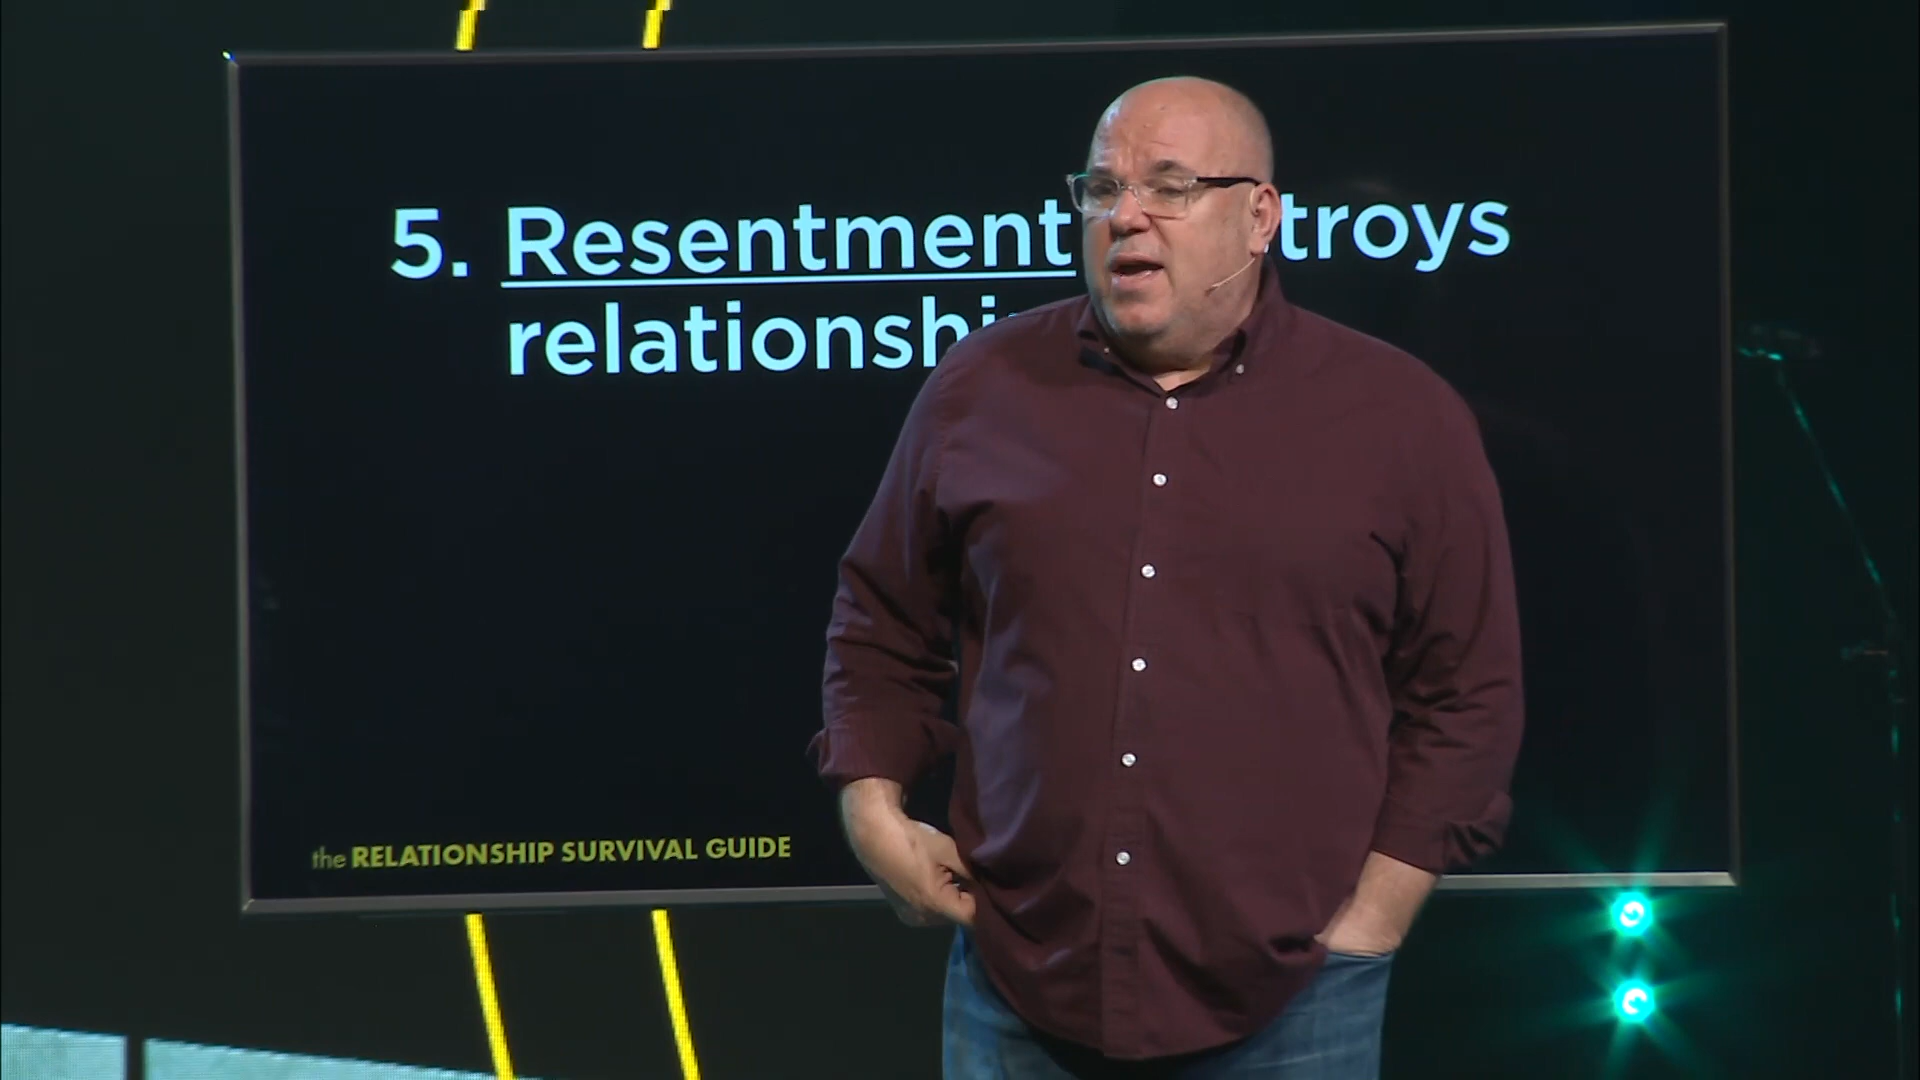 5. Resentment troys
relationshi
the RELATIONSHIP SURVIVAL GUIDE